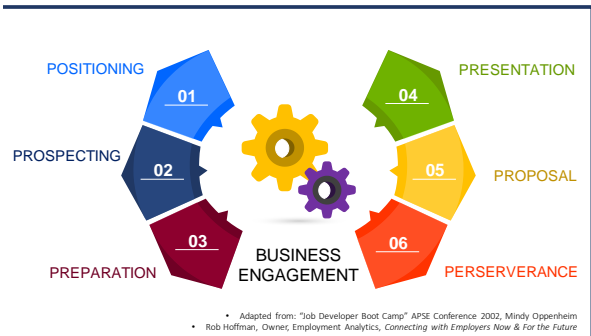 POSITIONING
01
PROSPECTING
02
PREPARATION
03
PRESENTATION
04
PROPOSAL
05
PERSERVERANCE
06
BUSINESS
ENGAGEMENT
• Adapted from: “Job Developer Boot Camp” APSE Conference 2002, Mindy Oppenheim
• Rob Hoffman, Owner, Employment Analytics, Connecting with Employers Now & For the Future